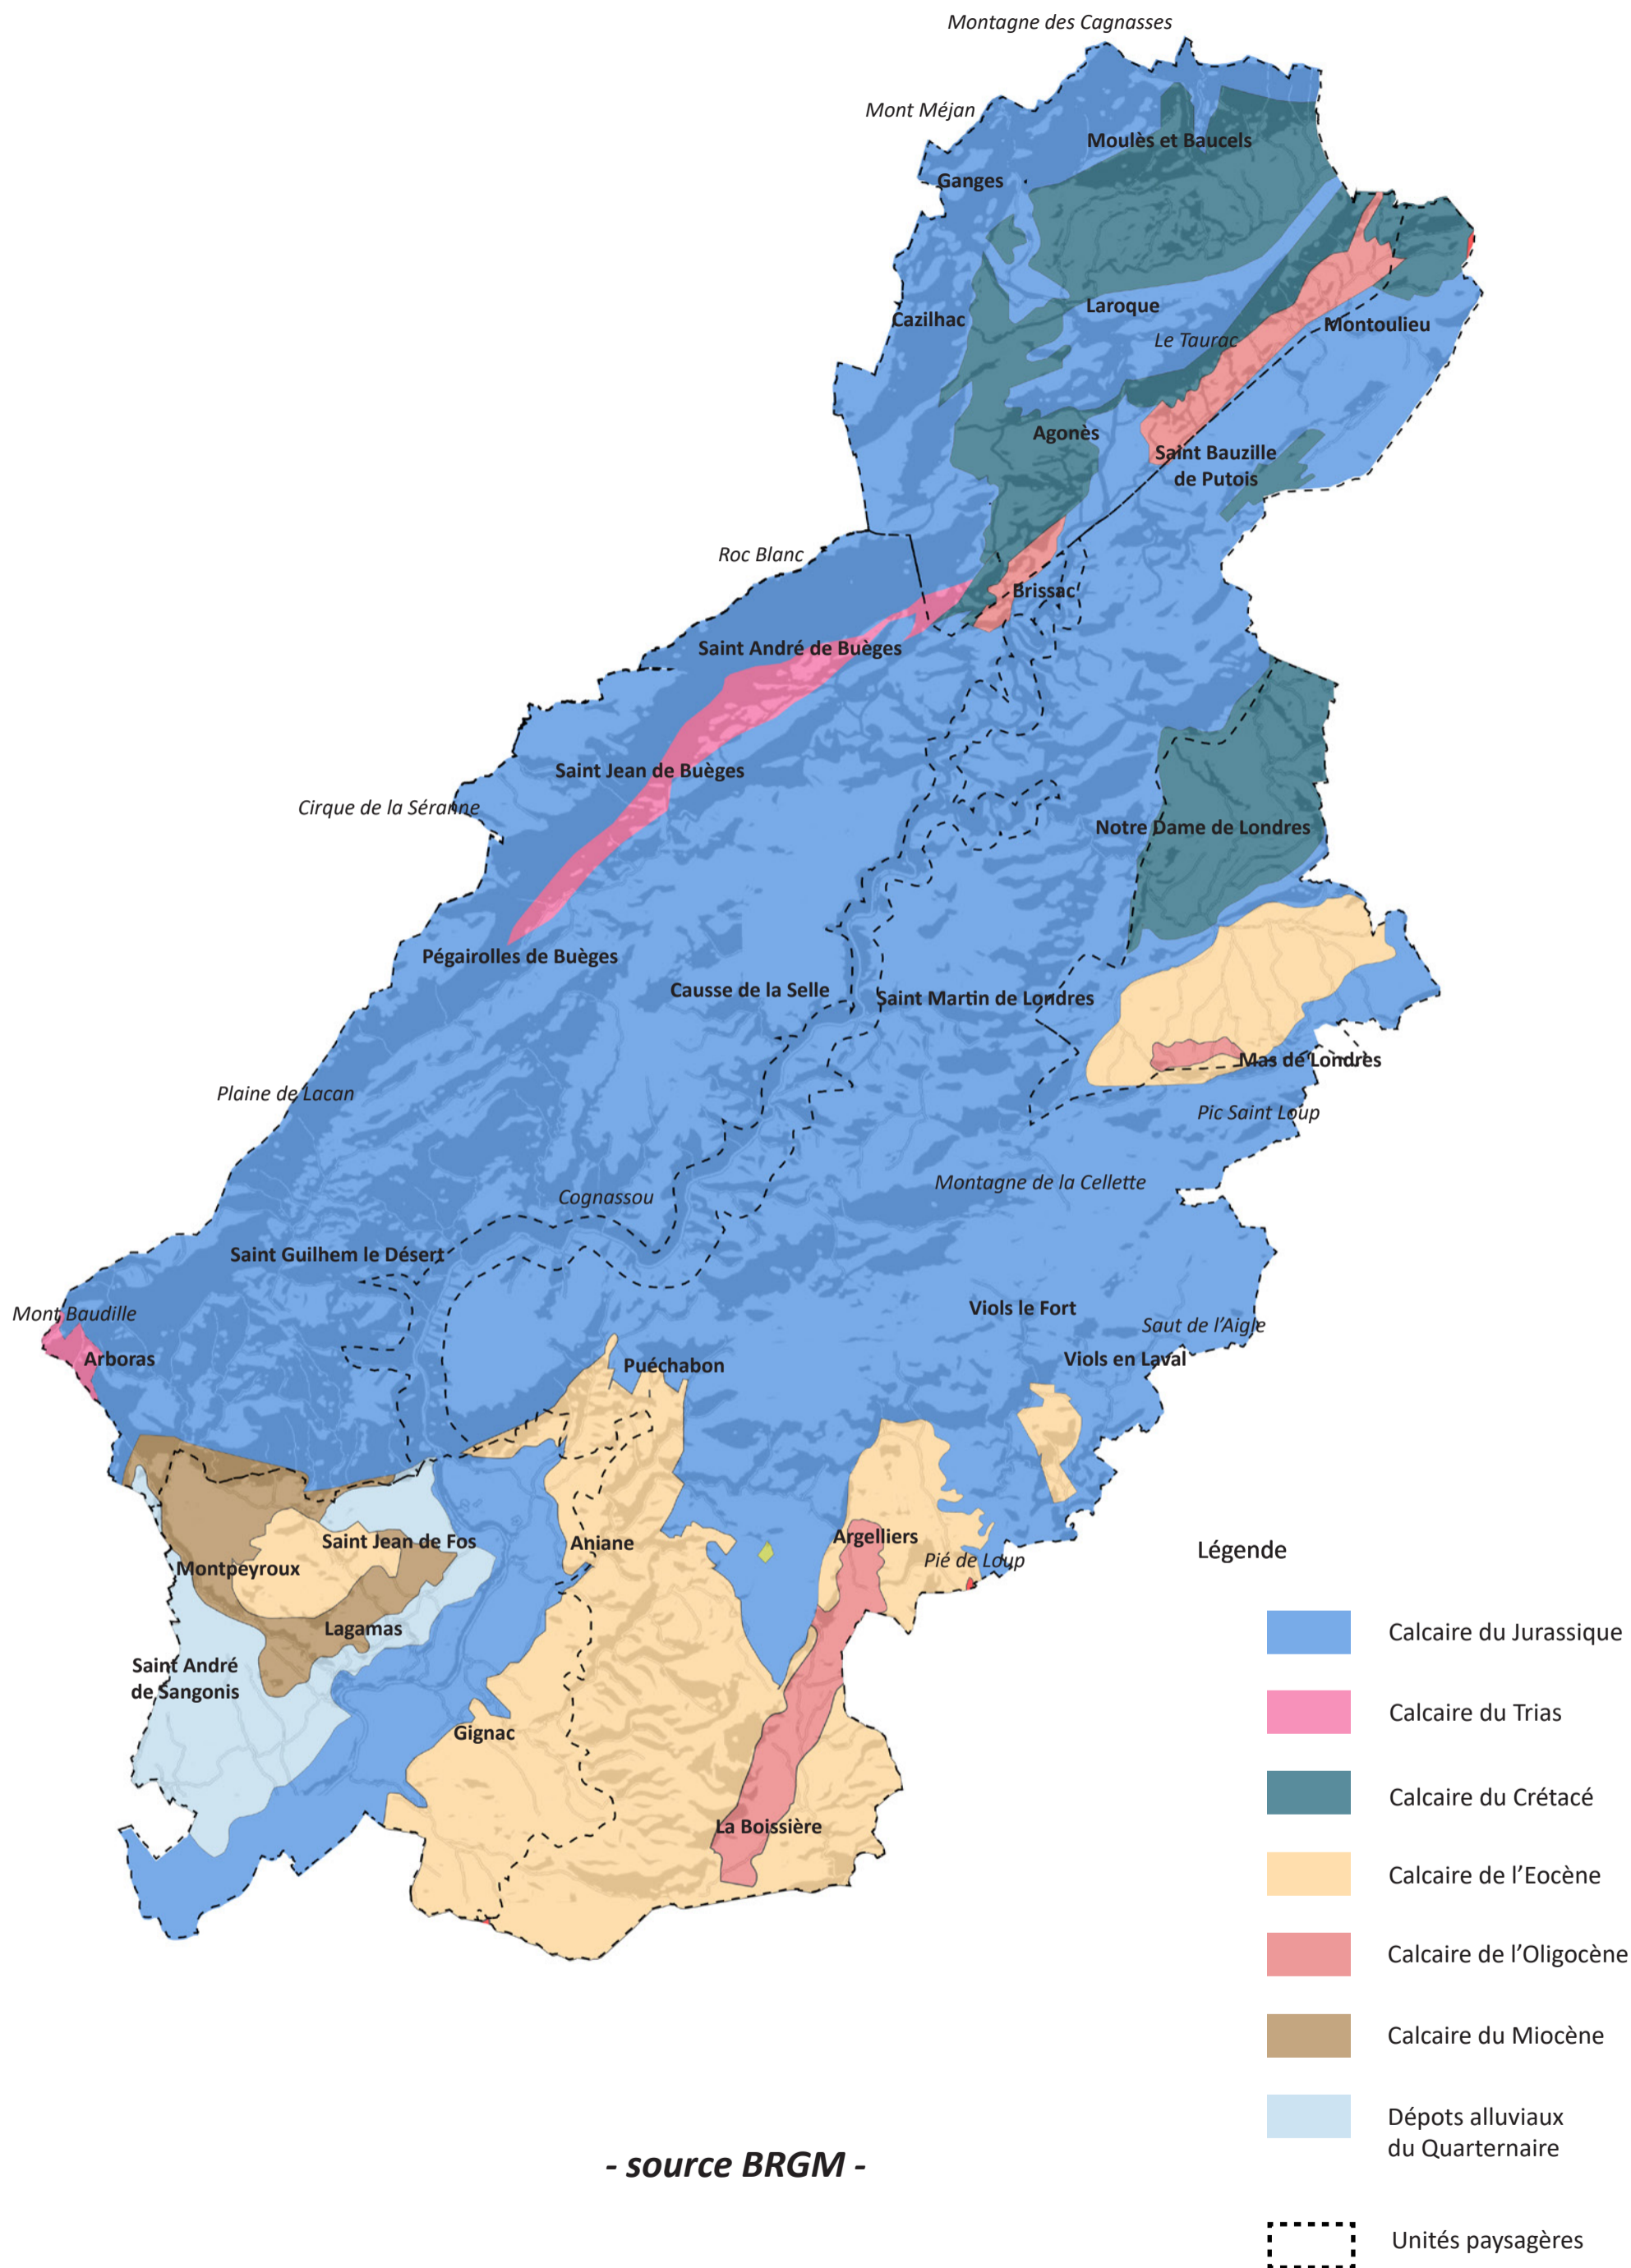 Montagne des Cagnasses
Mont Méjan
Moulès et Baucels
Ganges
Laroque
Cazilhac
Montoulieu
Le Taurac
Agonès
Saint Bauzille
de Putois
Roc Blanc
Brissac
Saint André de Buèges
Saint Jean de Buèges
Cirque de la Séranne
Notre Dame de Londres
Pégairolles de Buèges
Causse de la Selle
Saint Martin de Londres
Mas de Londres
Plaine de Lacan
Pic Saint Loup
Montagne de la Cellette
Cognassou
Saint Guilhem le Désert
Mont Baudille
Viols le Fort
Saut de l'Aigle
Arboras
Puéchabon
Viols en Laval
Saint Jean de Fos
Aniane
Argelliers
Pié de Loup
Montpeyroux
Lagamas
Saint André
de Sangonis
Gignac
La Boissière
Légende
Calcaire du Jurassique
Calcaire du Trias
Calcaire du Crétacé
Calcaire de l'Eocène
Calcaire de l'Oligocène
Calcaire du Miocène
Dépots alluviaux
du Quarternaire
Unités paysagères
- source BRGM -